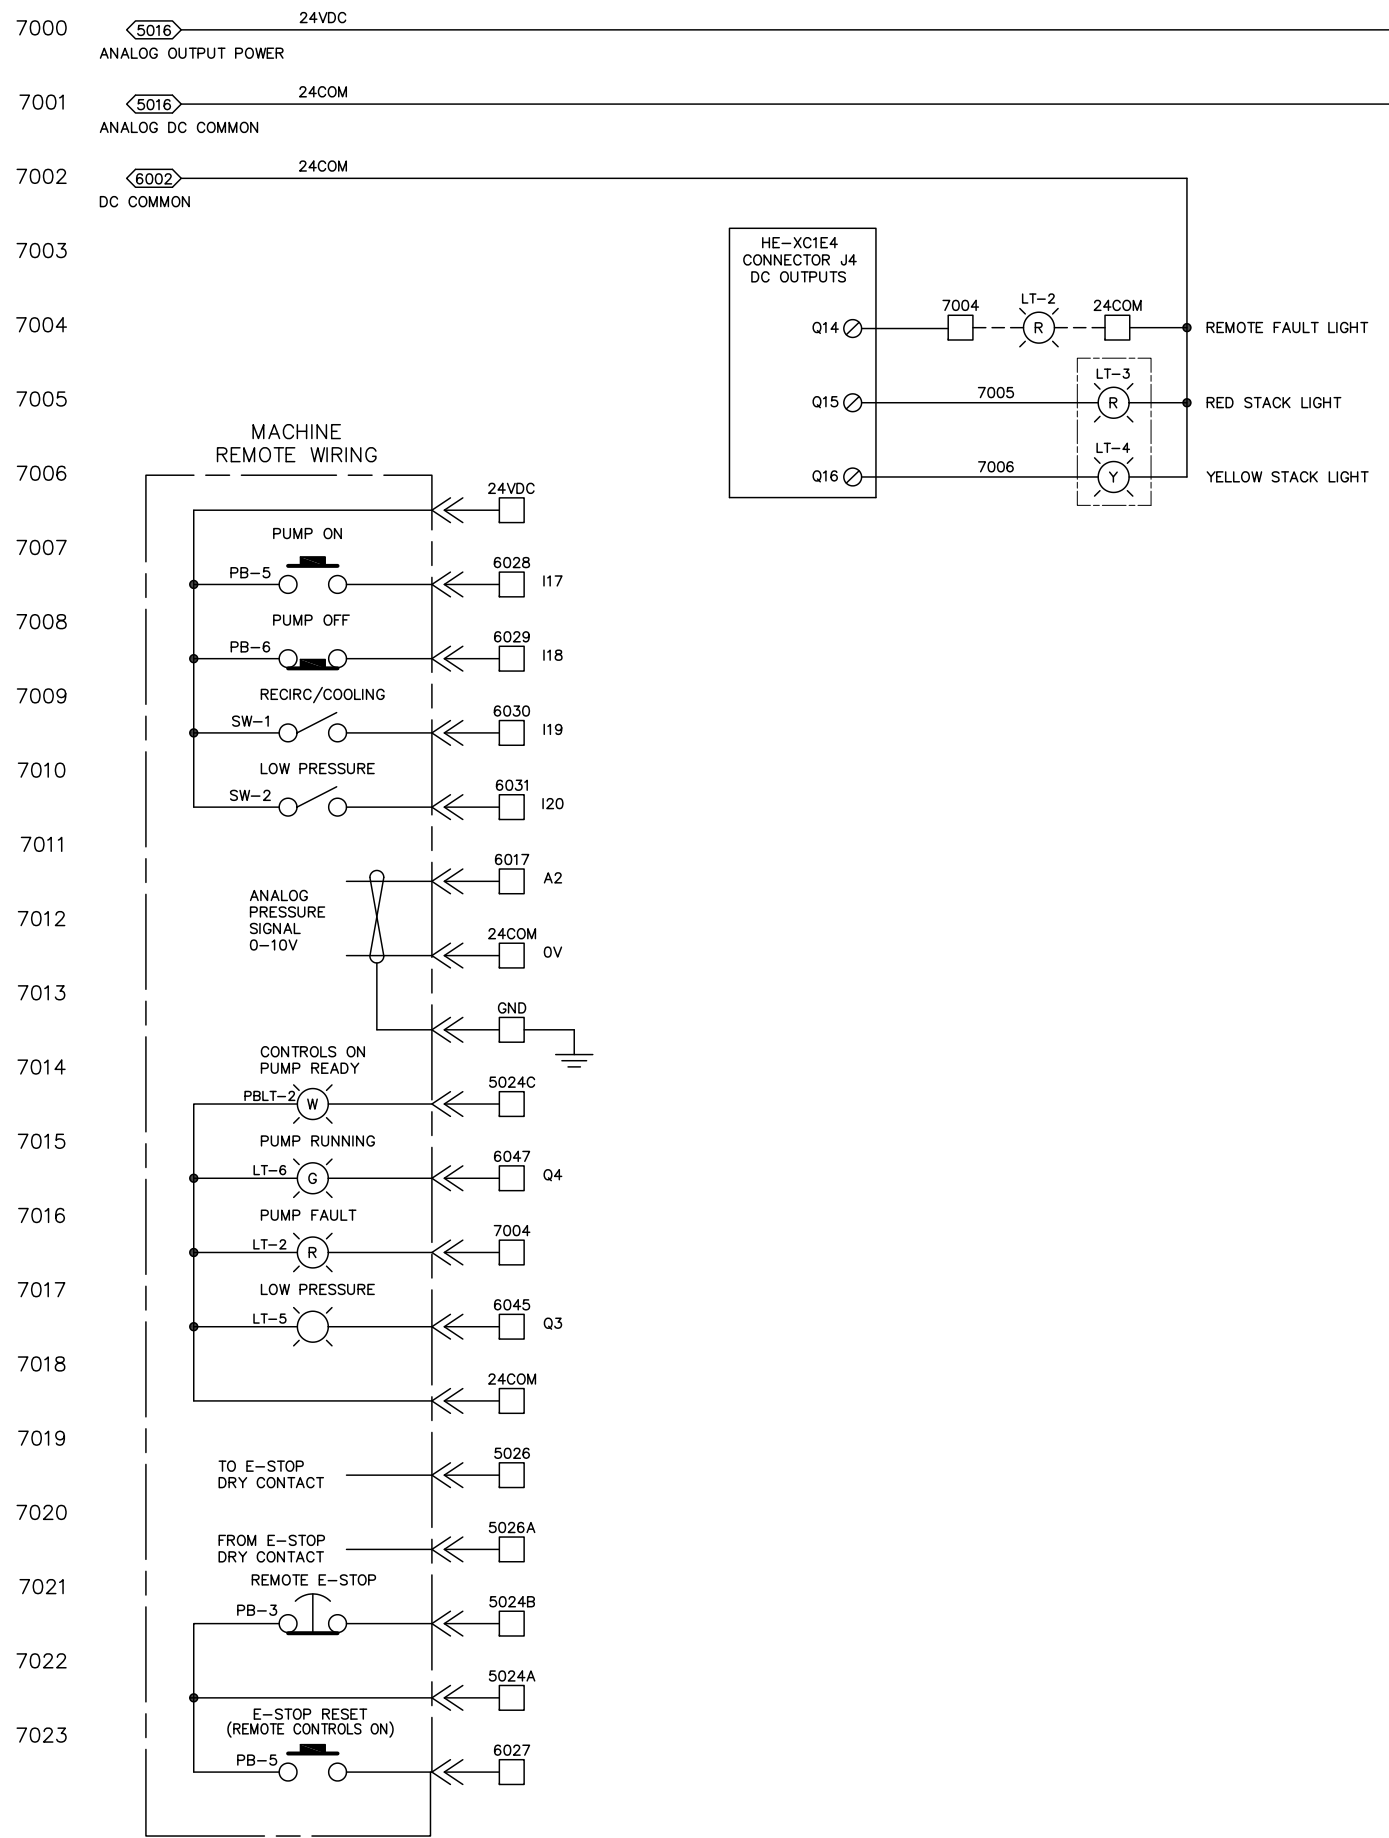 7000
5016
24VDC
ANALOG OUTPUT POWER
7001
5016
24COM
ANALOG DC COMMON
7002
6002
24COM
DC COMMON
7003
HE-XC1E4
CONNECTOR J4
DC OUTPUTS
7004
Q14
7004
LT-2
R
24COM
REMOTE FAULT LIGHT
7005
Q15
7005
LT-3
R
RED STACK LIGHT
MACHINE
REMOTE WIRING
7006
Q16
7006
LT-4
Y
YELLOW STACK LIGHT
24VDC
7007
PUMP ON
PB-5
6028
I17
7008
PUMP OFF
PB-6
6029
I18
7009
RECIRC/COOLING
SW-1
6030
I19
7010
LOW PRESSURE
SW-2
6031
I20
7011
6017
A2
ANALOG
PRESSURE
SIGNAL
0-10V
7012
24COM
0V
7013
GND
7014
CONTROLS ON
PUMP READY
PBLT-2
W
5024C
7015
PUMP RUNNING
LT-6
G
6047
Q4
7016
PUMP FAULT
LT-2
R
7004
7017
LOW PRESSURE
LT-5
6045
Q3
7018
24COM
7019
TO E-STOP
DRY CONTACT
5026
7020
FROM E-STOP
DRY CONTACT
5026A
7021
REMOTE E-STOP
PB-3
5024B
7022
5024A
7023
E-STOP RESET
(REMOTE CONTROLS ON)
PB-5
6027